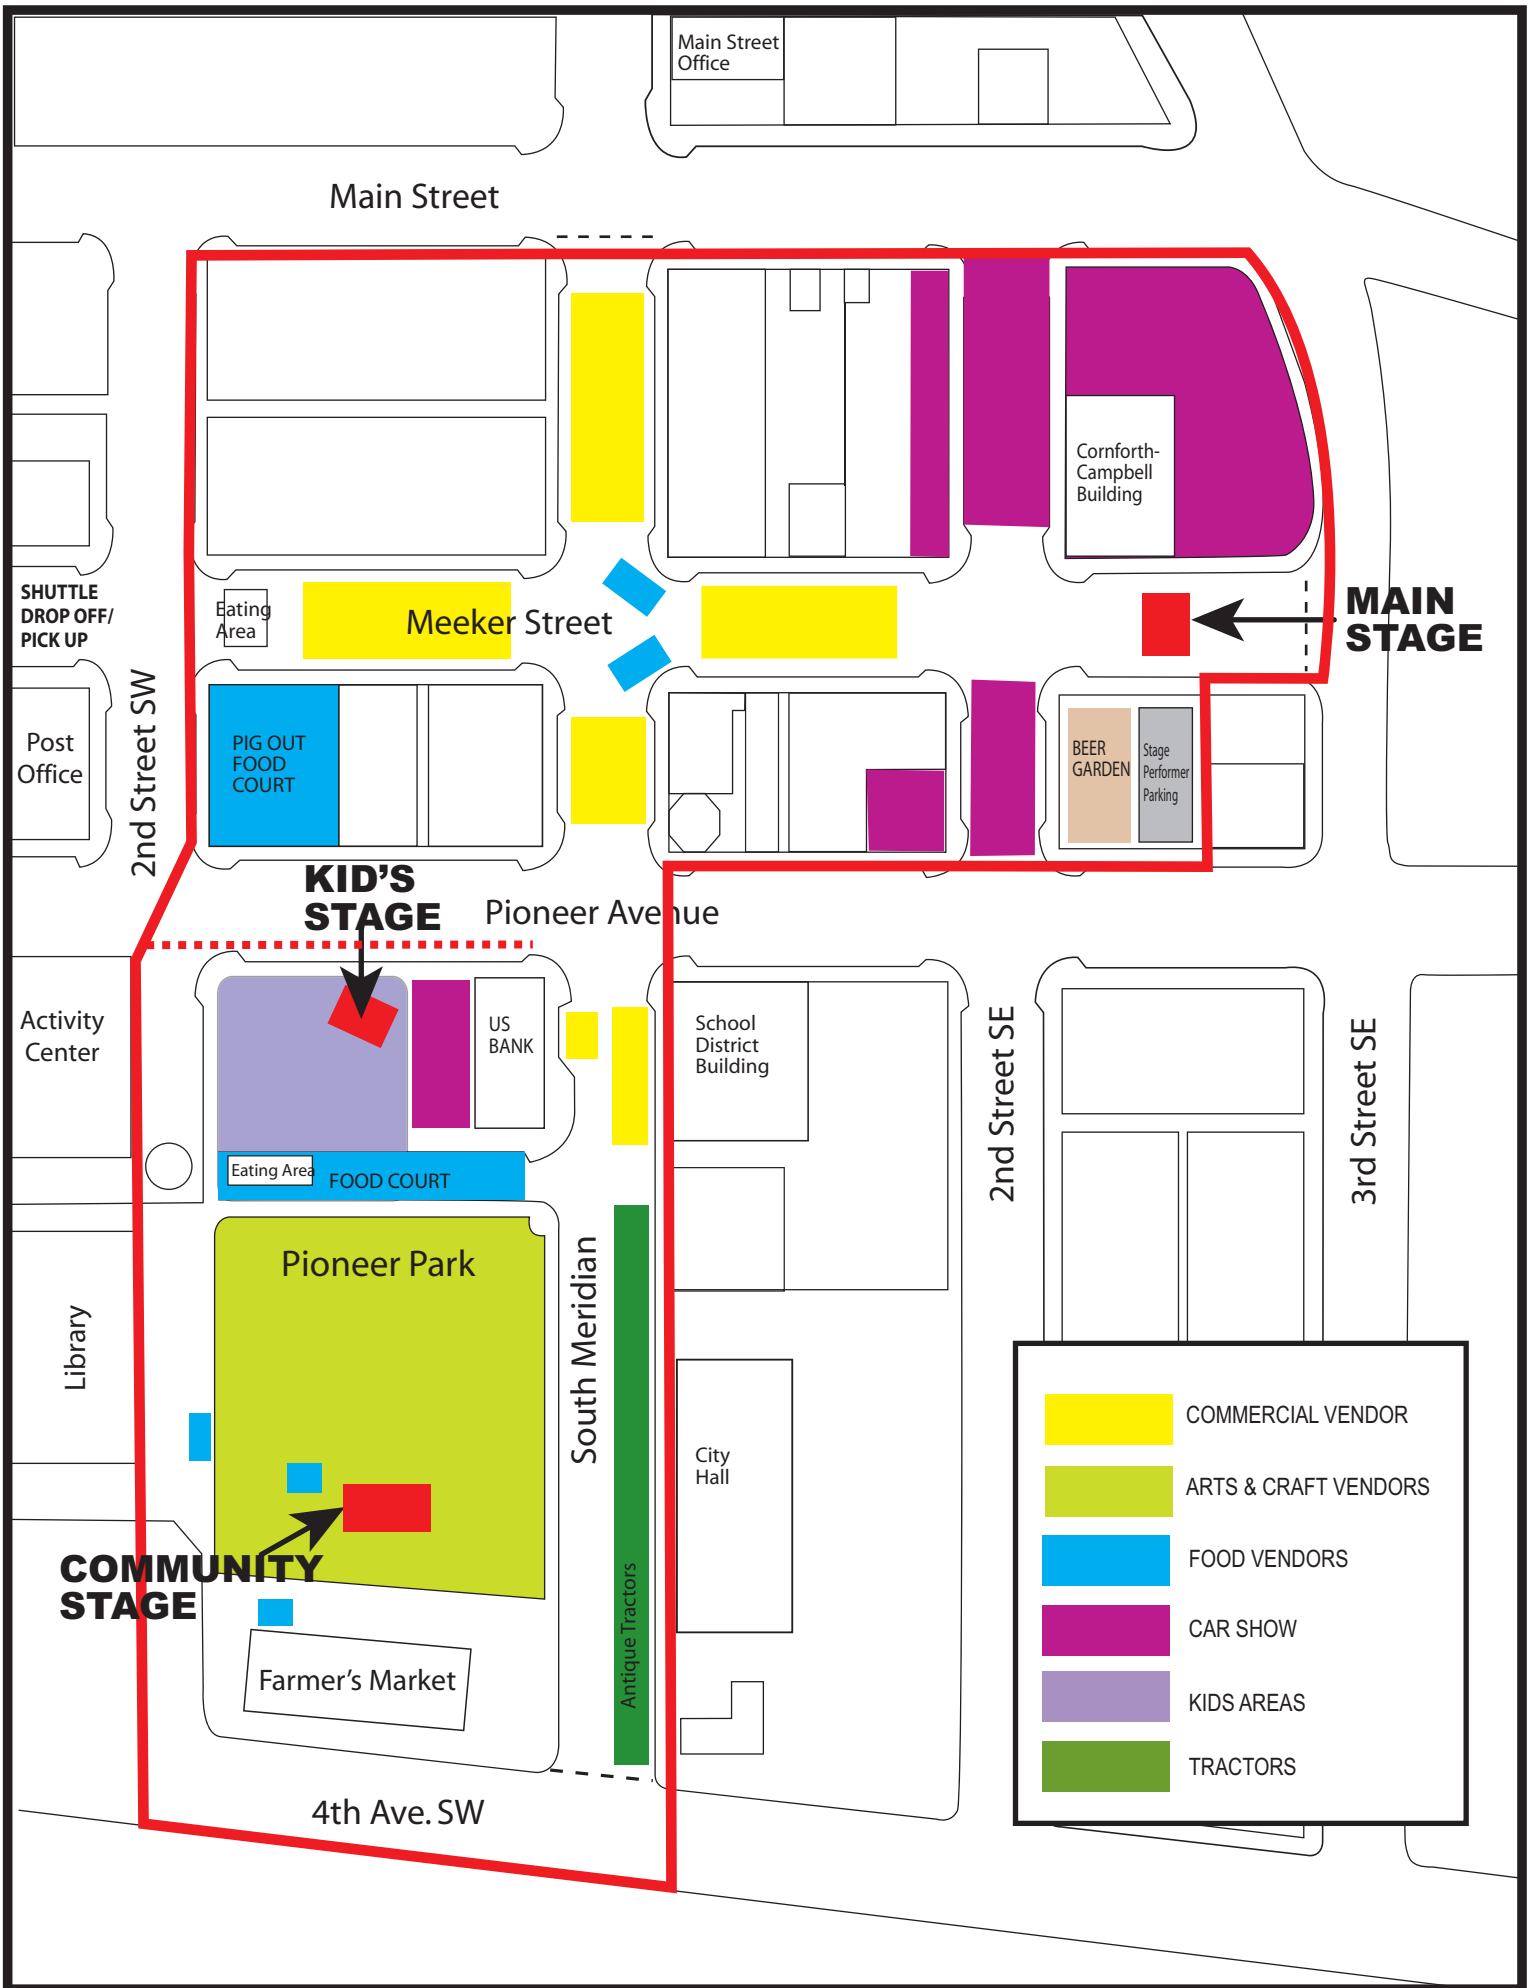 Main Street
Office
Main Street
Cornforth-
Campbell
Building
SHUTTLE
DROP OFF/
PICK UP
Eating
Area
Meeker Street
MAIN
STAGE
2nd Street SW
Post
Office
PIG OUT
FOOD
COURT
BEER
GARDEN
Stage
Performer
Parking
KID'S
STAGE
Pioneer Avenue
Activity
Center
US
BANK
School
District
Building
2nd Street SE
3rd Street SE
Eating Area
FOOD COURT
Pioneer Park
South Meridian
Library
City
Hall
COMMUNITY
STAGE
Antique Tractors
Farmer's Market
4th Ave. SW
COMMERCIAL VENDOR
ARTS & CRAFT VENDORS
FOOD VENDORS
CAR SHOW
KIDS AREAS
TRACTORS